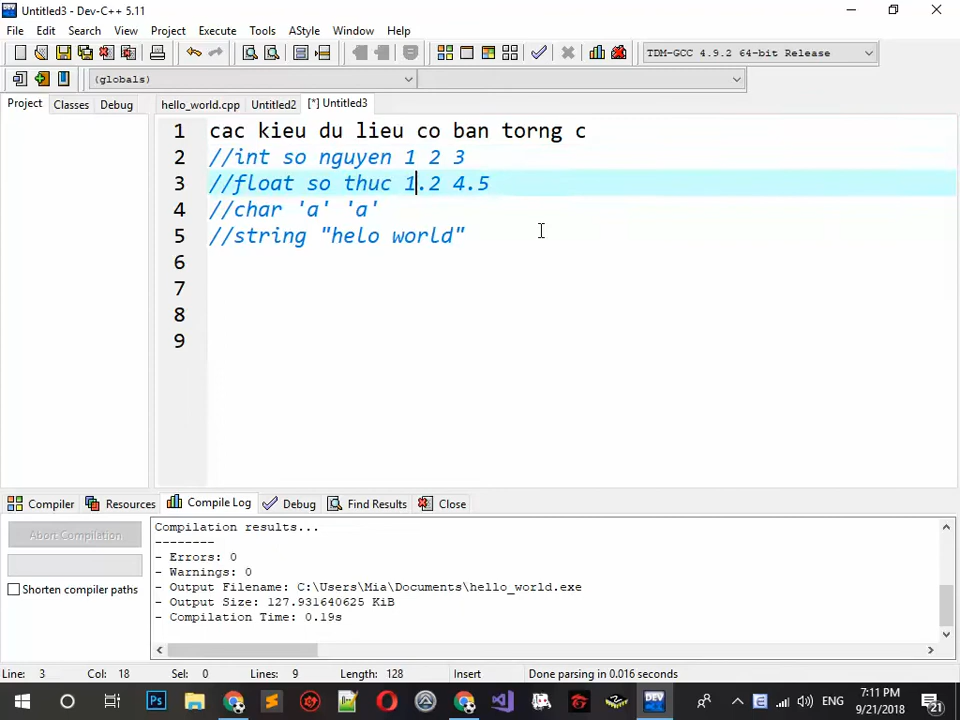 Untitled3 - Dev-C++ 5.11
File Edit Search View Project Execute Tools AStyle Window Help
TDM-GCC 4.9.2 64-bit Release
(globals)
Project Classes Debug hello_world.cpp Untitled2 [*] Untitled3
1 cac kieu du lieu co ban torng c
2 //int so nguyen 1 2 3
3 //float so thuc 1.2 4.5
4 //char 'a' 'a'
5 //string "helo world"
6
7
8
9
Compiler Resources Compile Log Debug Find Results Close
Abort Compilation
Shorten compiler paths
Compilation results...
--------
- Errors: 0
- Warnings: 0
- Output Filename: C:\Users\Mia\Documents\hello_world.exe
- Output Size: 127.931640625 KiB
- Compilation Time: 0.19s
Line: 3 Col: 18 Sel: 0 Lines: 9 Length: 128 Insert Done parsing in 0.016 seconds
Ps DEV ENG 7:11 PM
9/21/2018
21